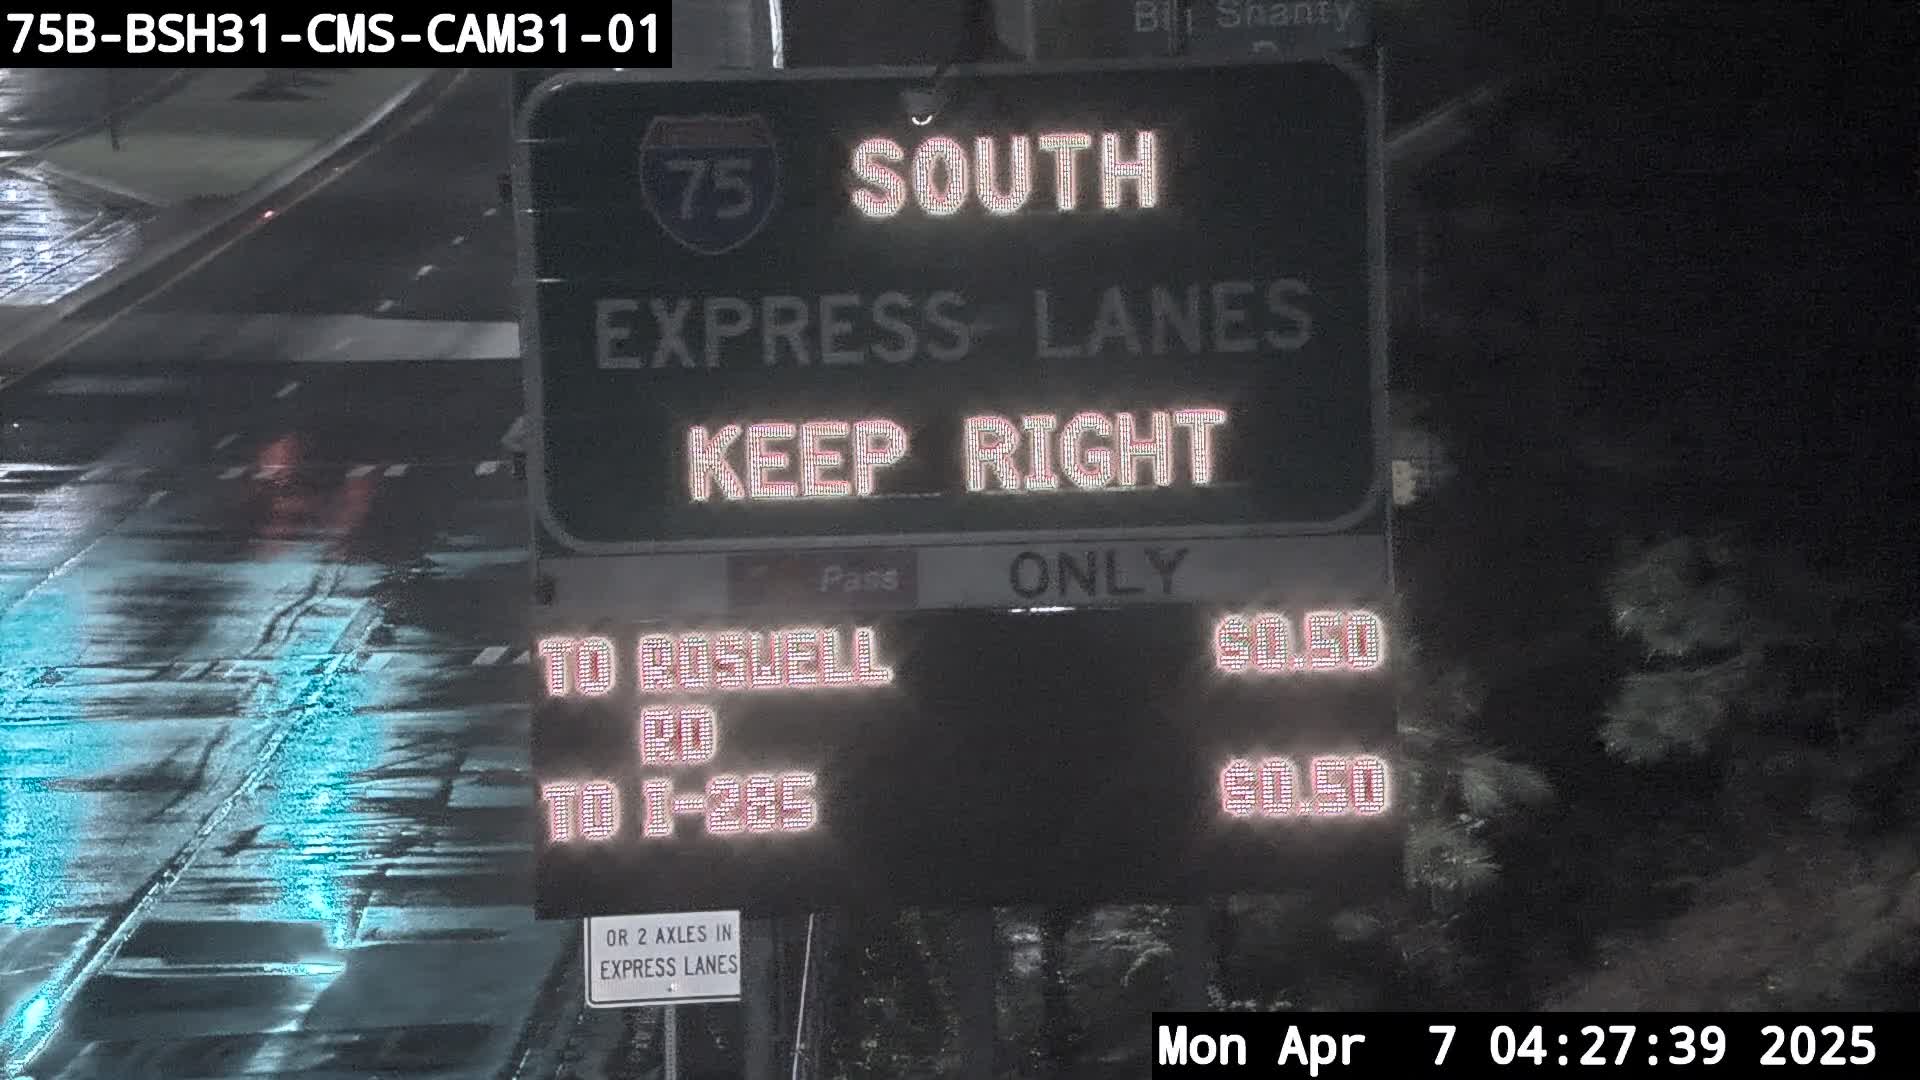 75B-BSH31-CMS-CAM31-01
Shanty
75 SOUTH
EXPRESS LANES
KEEP RIGHT
Pass ONLY
TO ROSWELL $0.50
RD
TO I-285 $0.50
OR 2 AXLES IN
EXPRESS LANES
Mon Apr 7 04:27:39 2025